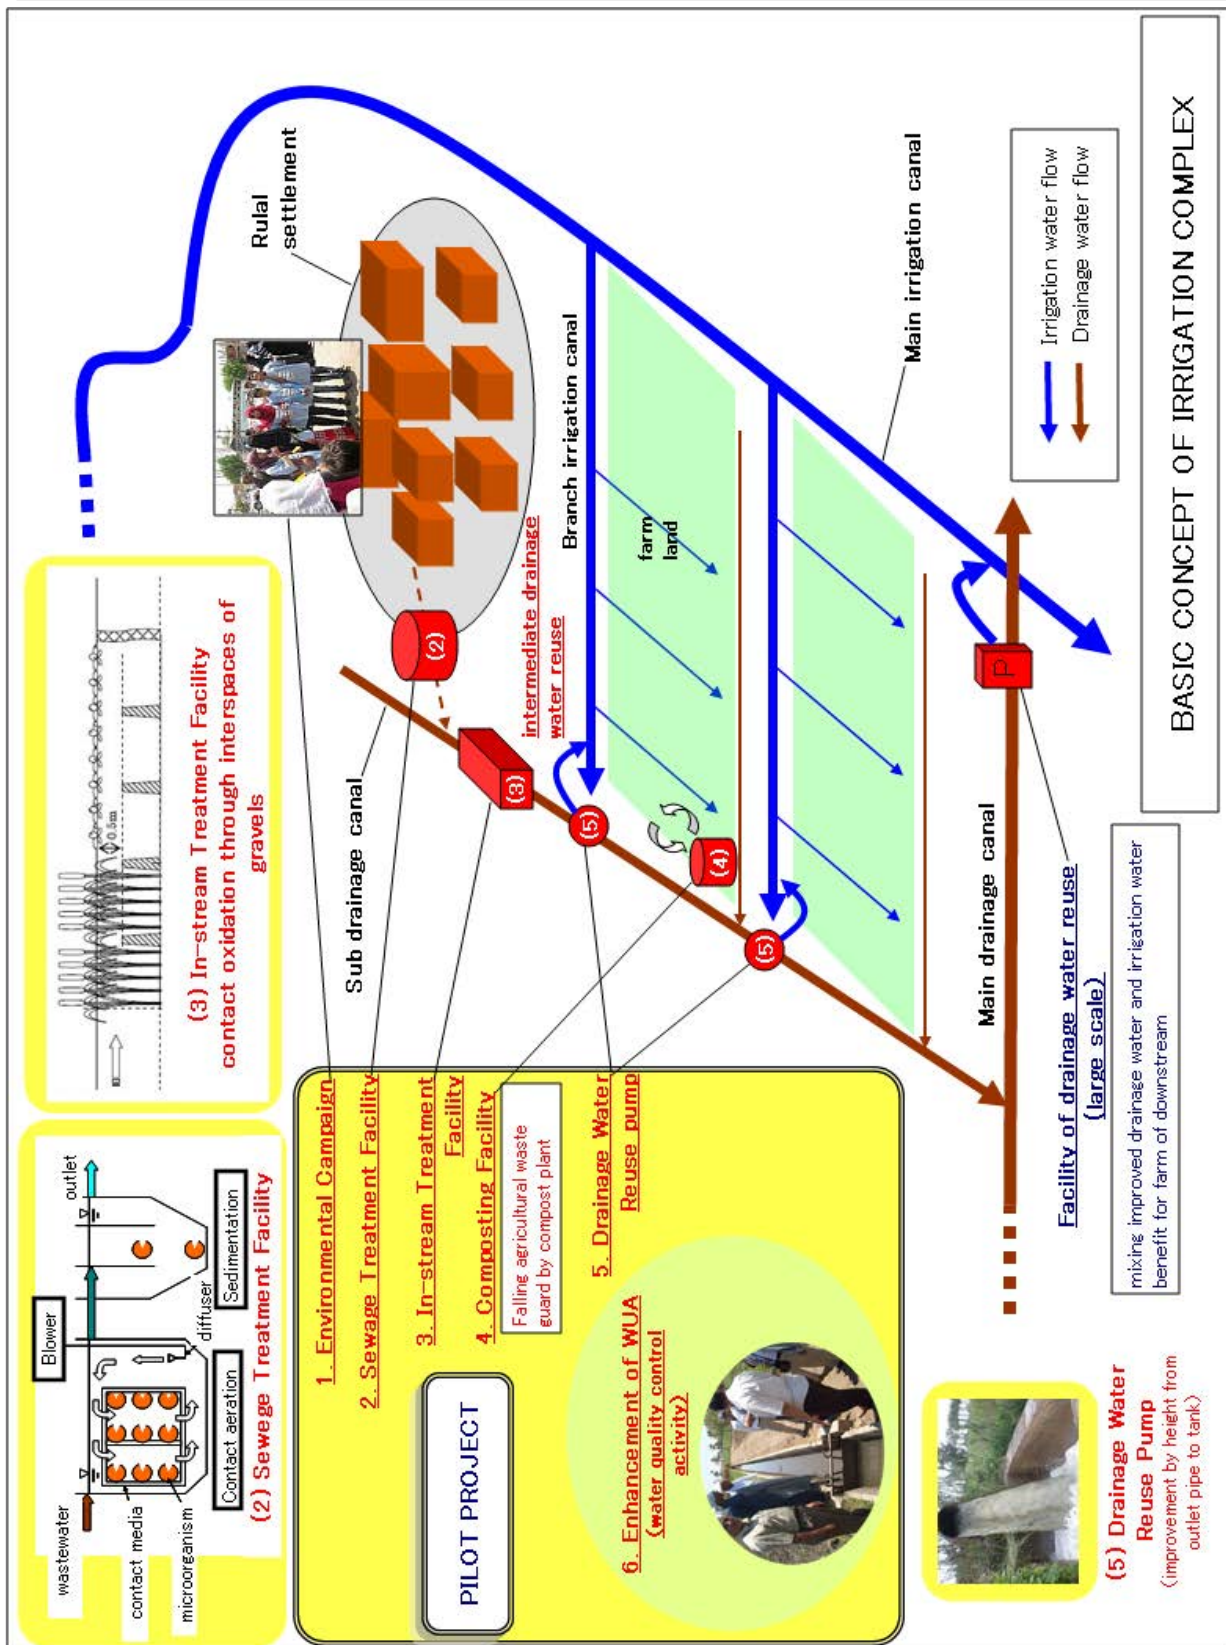 wastewater
contact media
microorganism
Blower
outlet
diffuser
Contact aeration
Sedimentation
(2) Sewege Treatment Facility
0.5m
(3) In-stream Treatment Facility
contact oxidation through interspaces of
gravels
Rulal
settlement
PILOT PROJECT
1. Environmental Campaign
2. Sewage Treatment Facility
3. In-stream Treatment
Facility
4. Composting Facility
Falling agricultural waste
guard by compost plant
5. Drainage Water
Reuse pump
6. Enhancement of WUA
(water quality control
activity)
Sub drainage canal
(2)
(3)
intermediate drainage
water reuse
Branch irrigation canal
(5)
farm
land
(4)
(5)
Main irrigation canal
Main drainage canal
P
Irrigation water flow
Drainage water flow
Facility of drainage water reuse
(large scale)
mixing improved drainage water and irrigation water
benefit for farm of downstream
(5) Drainage Water
Reuse Pump
(improvement by height from
outlet pipe to tank)
BASIC CONCEPT OF IRRIGATION COMPLEX